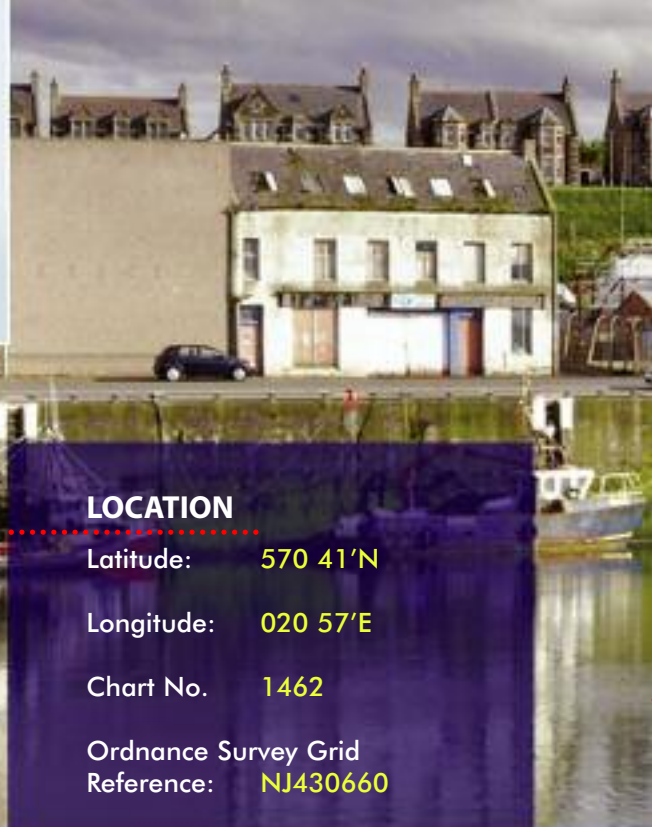 LOCATION
Latitude: 570 41’N
Longitude: 020 57’E
Chart No. 1462
Ordnance Survey Grid
Reference: NJ430660